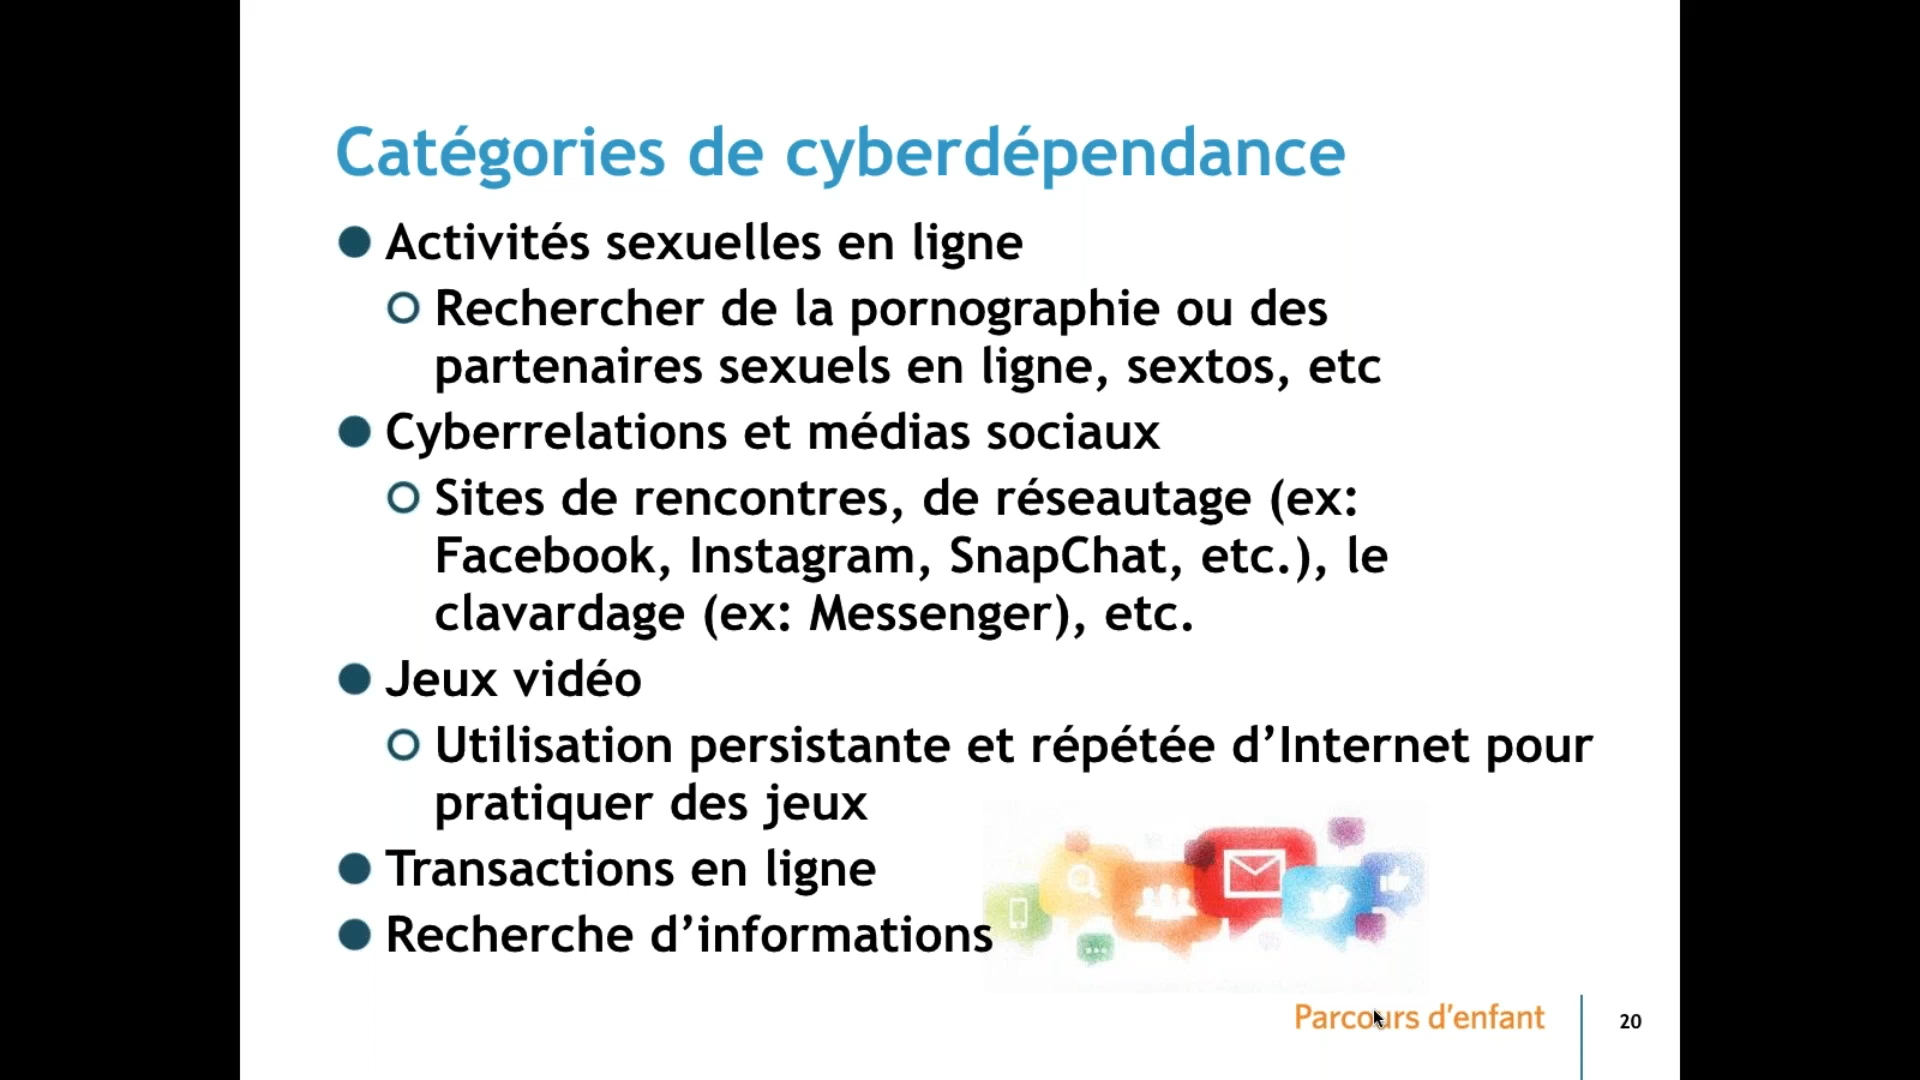 Catégories de cyberdépendance
Activités sexuelles en ligne
Rechercher de la pornographie ou des
partenaires sexuels en ligne, sextos, etc
Cyberrelations et médias sociaux
Sites de rencontres, de réseautage (ex:
Facebook, Instagram, SnapChat, etc.), le
clavardage (ex: Messenger), etc.
Jeux vidéo
Utilisation persistante et répétée d’Internet pour
pratiquer des jeux
Transactions en ligne
Recherche d’informations
Parcours d’enfant
20